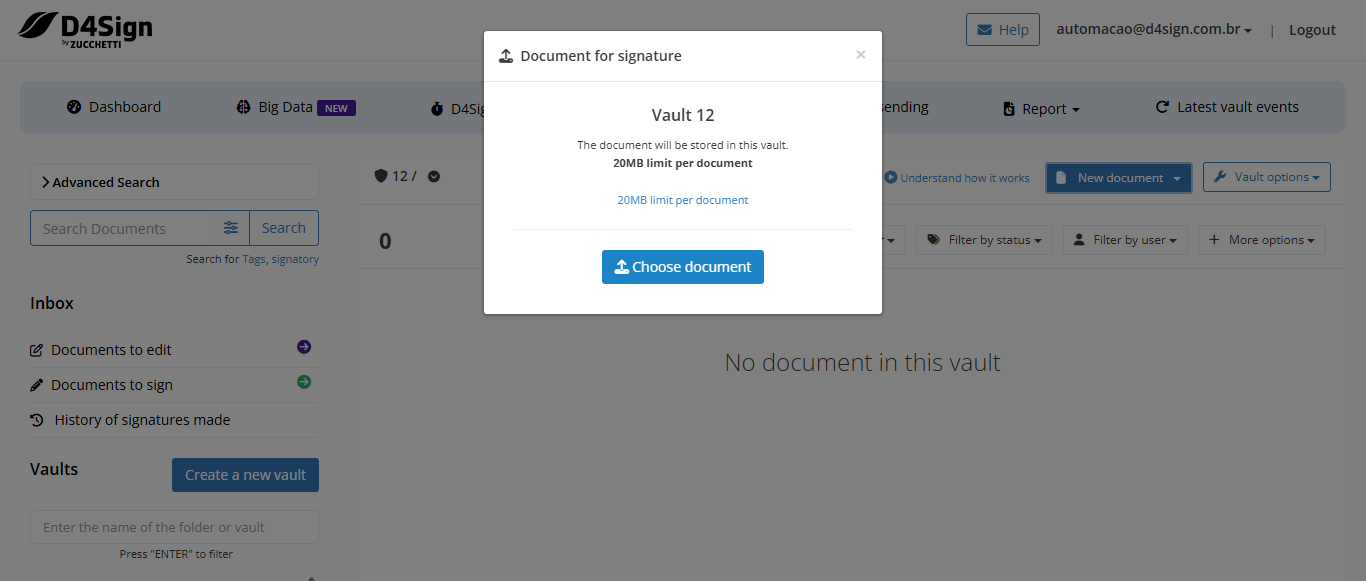 D4Sign
by ZUCCHETTI
Help
automacao@d4sign.com.br
|
Logout
Dashboard
Big Data NEW
Report
Latest vault events
Advanced Search
Search Documents
Search
Search for Tags, signatory
Inbox
Documents to edit
Documents to sign
History of signatures made
Vaults
Create a new vault
Enter the name of the folder or vault
Press "ENTER" to filter
12 /
Understand how it works
New document
Vault options
0
Filter by status
Filter by user
More options
No document in this vault
Document for signature
×
Vault 12
The document will be stored in this vault.
20MB limit per document
20MB limit per document
Choose document